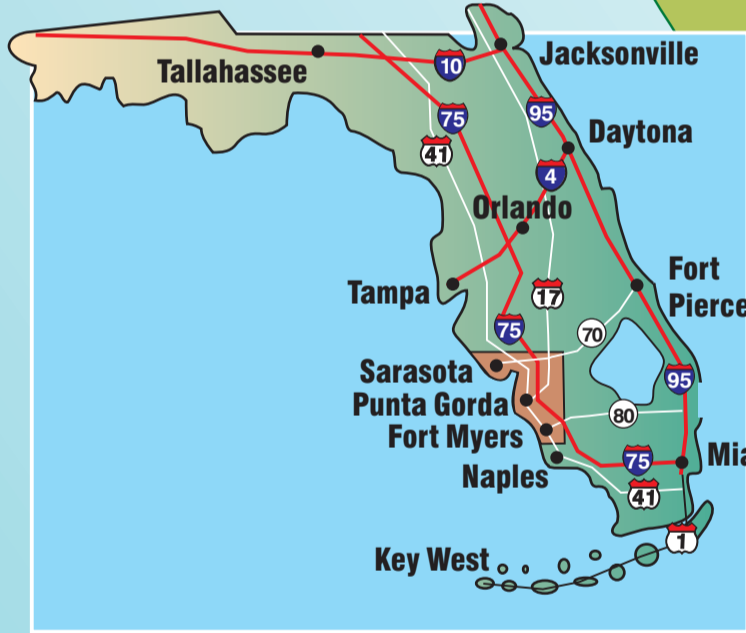 Jacksonville
Tallahassee
10
75
95
Daytona
41
4
Orlando
Fort
Pierce
Tampa
17
75
70
Sarasota
95
Punta Gorda
80
Fort Myers
75
Mia
Naples
41
1
Key West